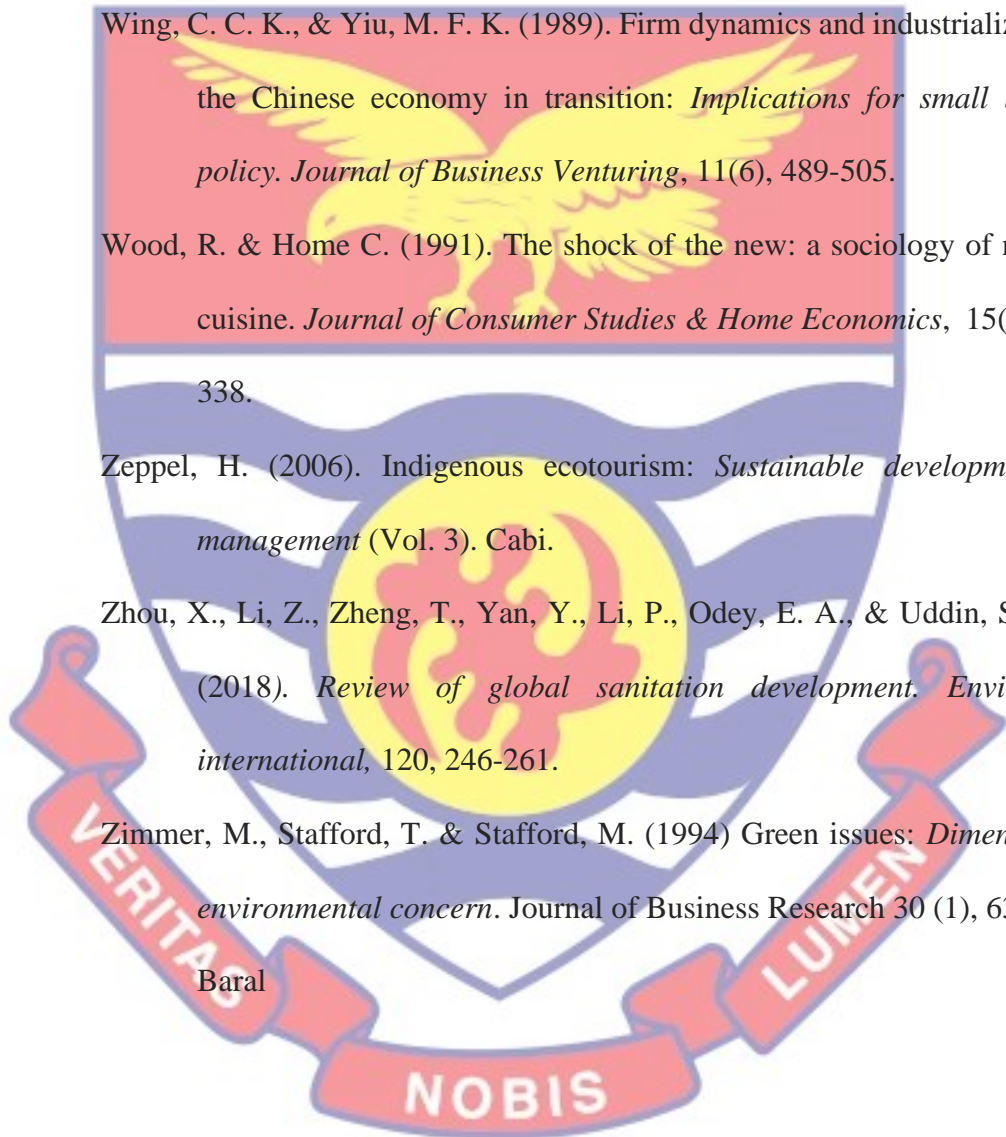 Wing, C. C. K., & Yiu, M. F. K. (1989). Firm dynamics and industrializ
the Chinese economy in transition: Implications for small
policy. Journal of Business Venturing, 11(6), 489-505.
Wood, R. & Home C. (1991). The shock of the new: a sociology of
cuisine. Journal of Consumer Studies & Home Economics, 15(
338.
Zeppel, H. (2006). Indigenous ecotourism: Sustainable developm
management (Vol. 3). Cabi.
Zhou, X., Li, Z., Zheng, T., Yan, Y., Li, P., Odey, E. A., & Uddin, S
(2018). Review of global sanitation development. Envi
international, 120, 246-261.
Zimmer, M., Stafford, T. & Stafford, M. (1994) Green issues: Dimen
environmental concern. Journal of Business Research 30 (1), 63
Baral
VERITAS
NOBIS
LUMEN